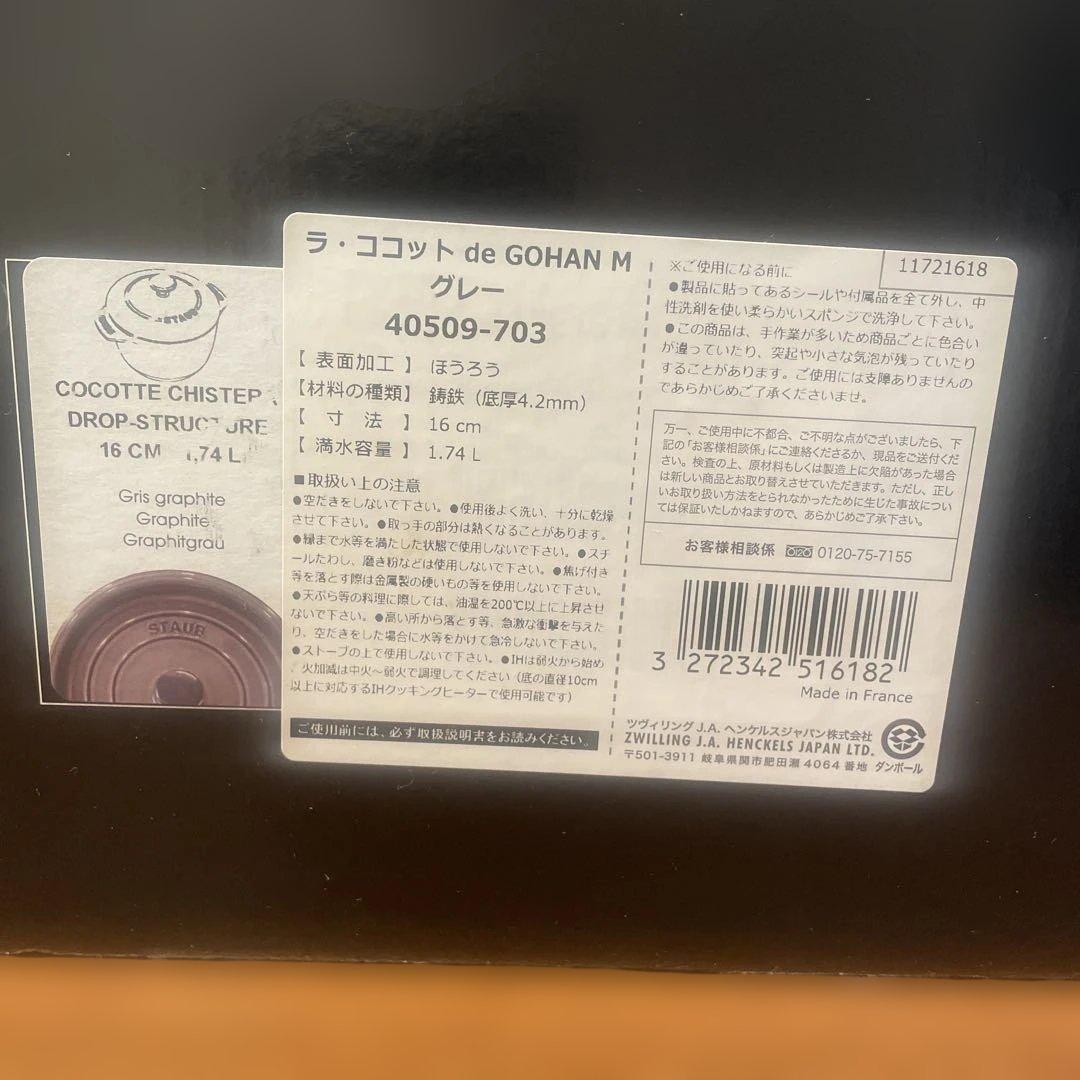 STAUB
COCOTTE CHISTER
DROP-STRUCTURE
16 CM 1,74 L
Gris graphite
Graphite
Graphitgrau
STAUB
ラ・ココット de GOHAN M
グレー
40509-703
【 表面加工 】 ほうろう
【材料の種類】 鋳鉄（底厚4.2mm）
【 寸 法 】 16 cm
【 満水容量 】 1.74 L
■取扱い上の注意
●空だきをしないで下さい。●使用後よく洗い、十分に乾燥
させて下さい。●取っ手の部分は熱くなることがあります。
●縁まで水等を満たした状態で使用しないで下さい。●スチ
ールたわし、磨き粉などは使用しないで下さい。●焦げ付き
等を落とす際は金属製の硬いもの等を使用しないで下さい。
●天ぷら等の料理に際しては、油温を200℃以上に上昇させ
ないで下さい。●高い所から落とす等、急激な衝撃を与えた
り、空だきをした場合に水等をかけて急冷しないで下さい。
●ストーブの上で使用しないで下さい。●IHは弱火から始め
、火加減は中火～弱火で調理してください（底の直径10cm
以上に対応するIHクッキングヒーターで使用可能です）
ご使用前には、必ず取扱説明書をお読みください。
11721618
※ご使用になる前に
●製品に貼ってあるシールや付属品を全て外し、中
性洗剤を使い柔らかいスポンジで洗浄して下さい。
●この商品は、手作業が多いため商品ごとに色合い
が違っていたり、突起や小さな気泡が残っていたり
することがあります。ご使用には支障ありませんの
であらかじめご了承くださいませ。
万一、ご使用中に不都合、ご不明な点がございましたら、下
記の「お客様相談係」にご連絡くださるか、現品をご送付くださ
い。検査の上、原材料もしくは製造上に欠陥があった場合
は新しい商品とお取り替えさせていただきます。ただし、正し
いお取り扱い方法をとられなかったために生じた事故につい
ては保証いたしかねますので、あらかじめご了承下さい。
お客様相談係 0120-75-7155
3 272342 516182
Made in France
ツヴィリング J.A. ヘンケルスジャパン株式会社
ZWILLING J.A. HENCKELS JAPAN LTD.
〒501-3911 岐阜県関市肥田瀬 4064 番地 ダンボール